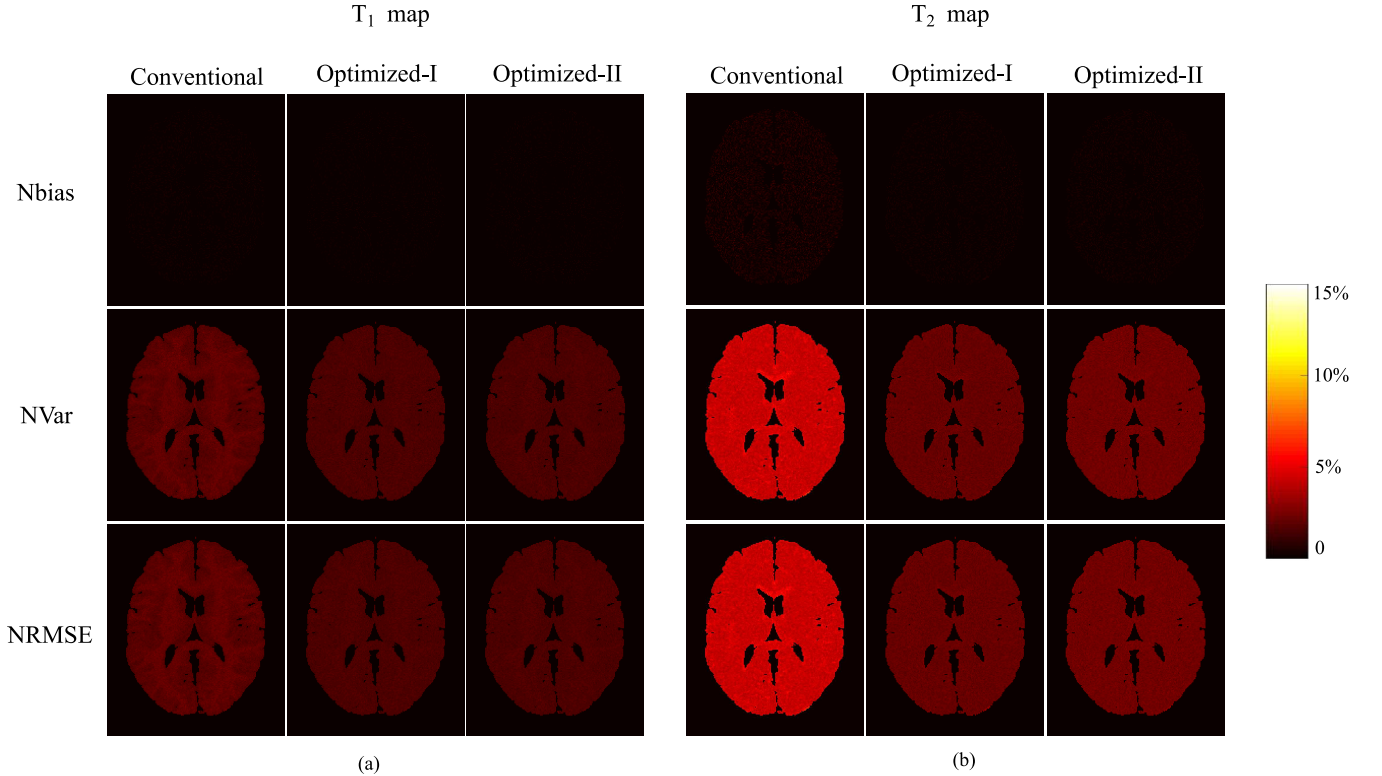 T₁ map
T₂ map
Conventional
Optimized-I
Optimized-II
Conventional
Optimized-I
Optimized-II
Nbias
NVar
NRMSE
15%
10%
5%
0
(a)
(b)